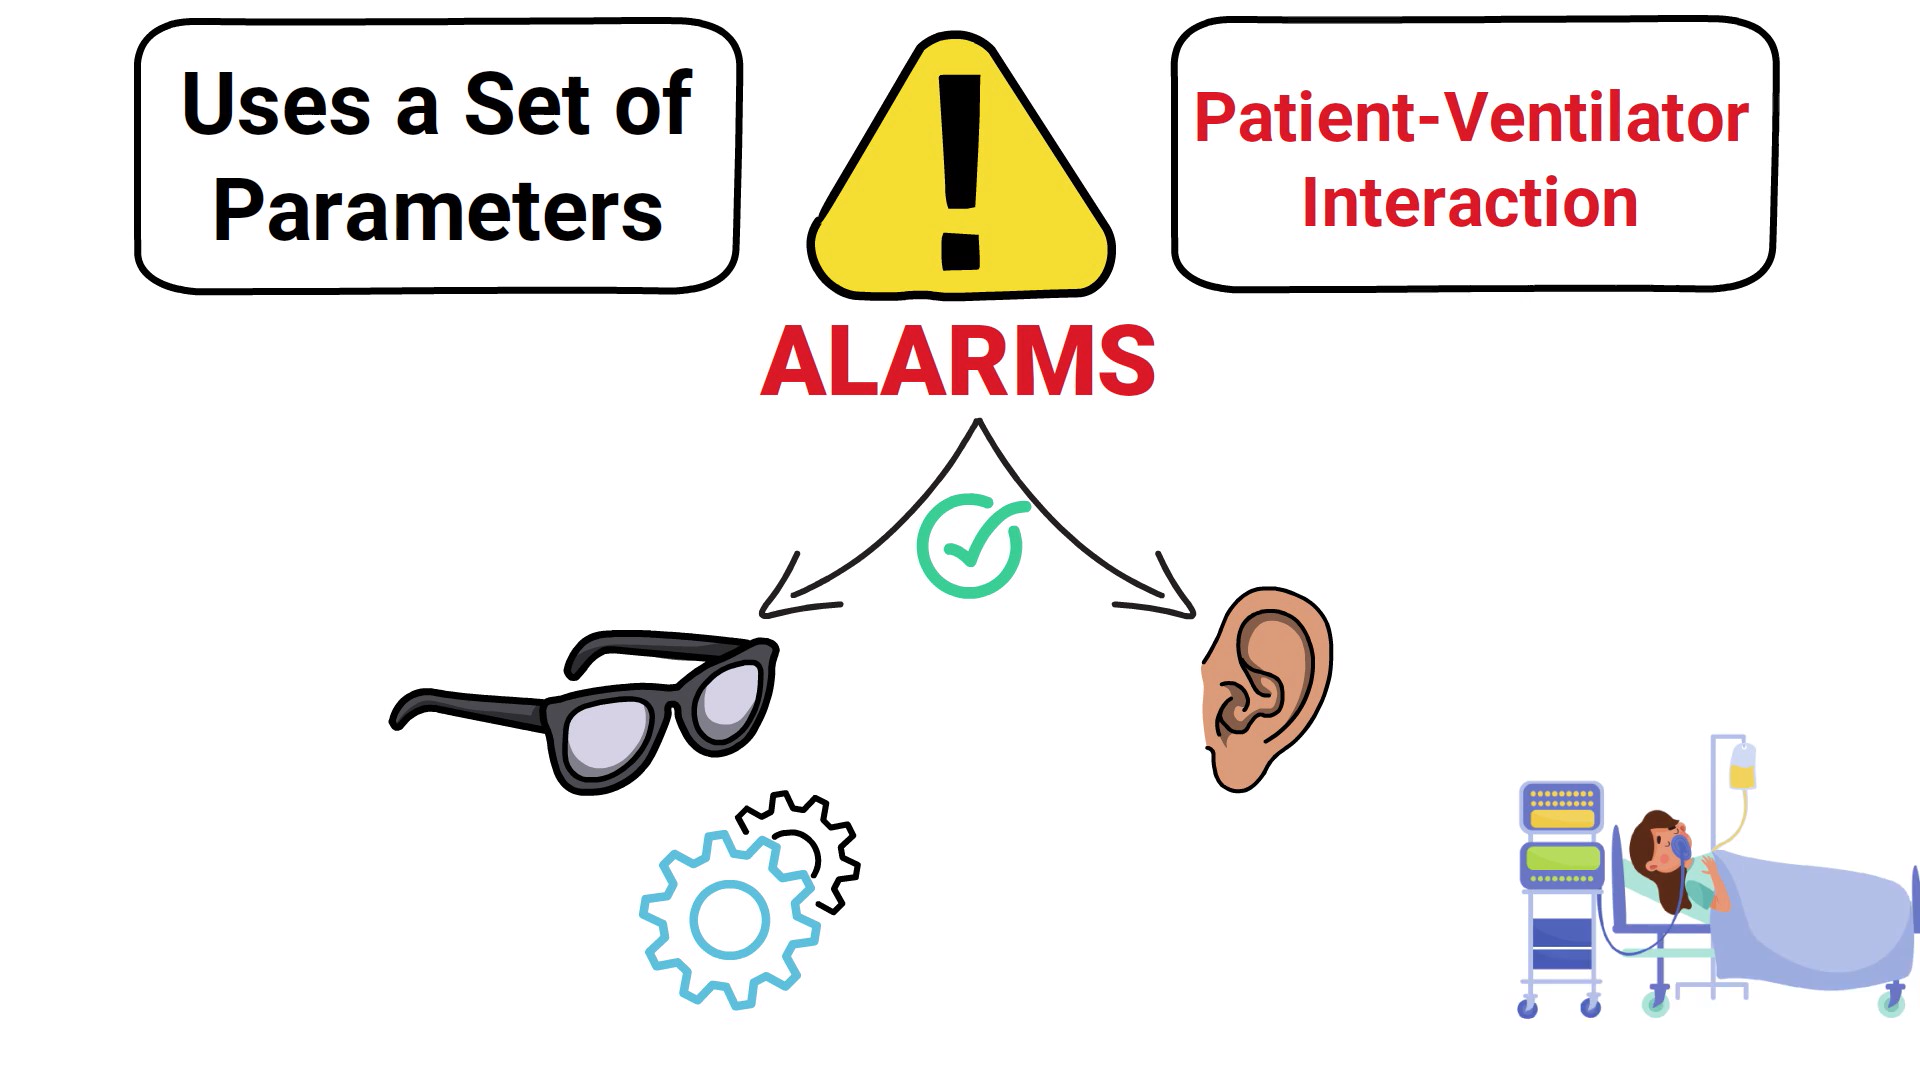 Uses a Set of
Parameters
Patient-Ventilator
Interaction
ALARMS